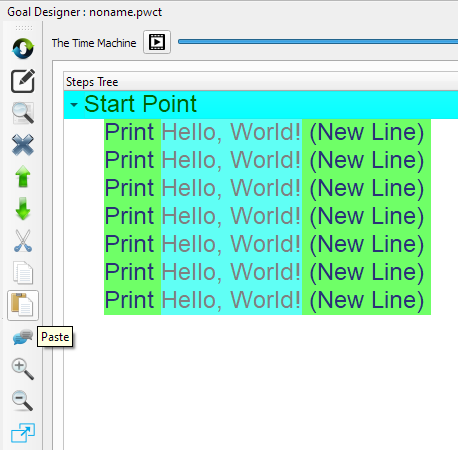 Goal Designer : noname.pwct
The Time Machine
Steps Tree
Start Point
Print Hello, World! (New Line)
Print Hello, World! (New Line)
Print Hello, World! (New Line)
Print Hello, World! (New Line)
Print Hello, World! (New Line)
Print Hello, World! (New Line)
Print Hello, World! (New Line)
Paste